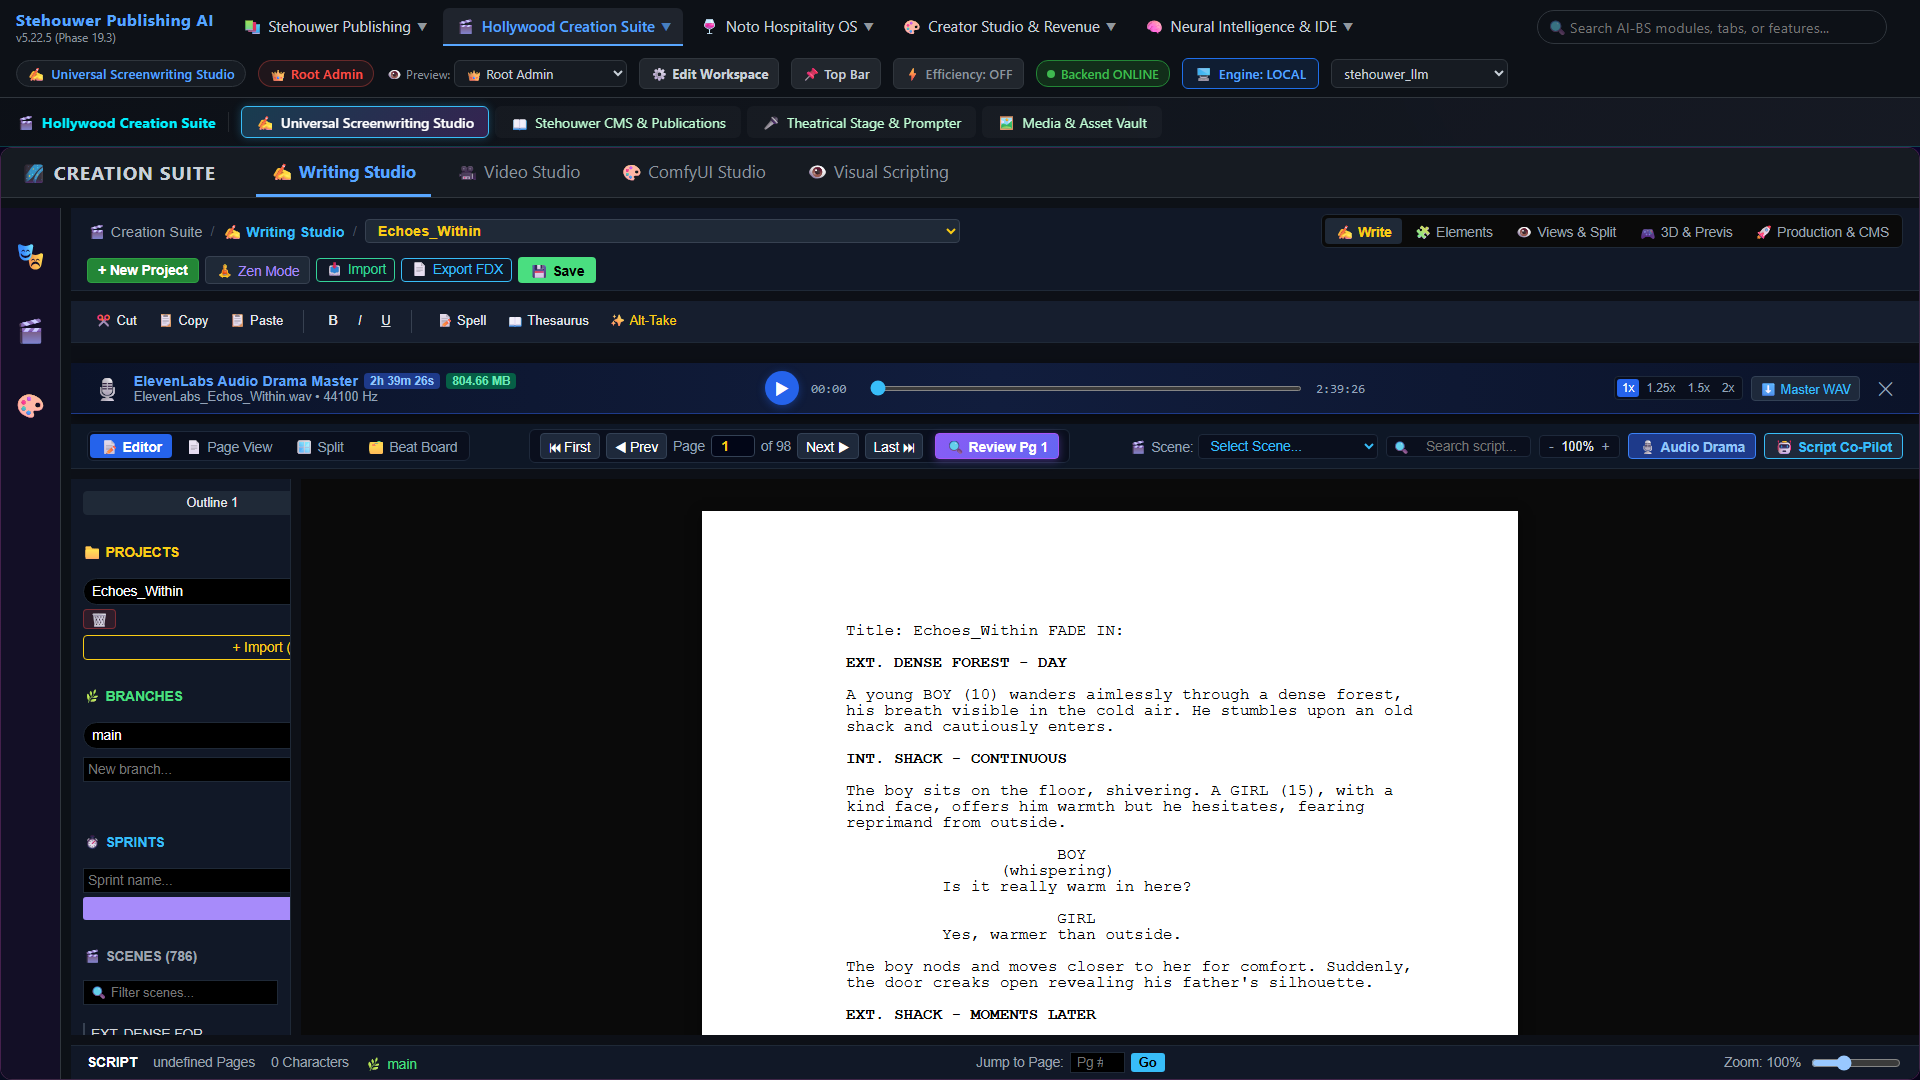 Stehouwer Publishing AI
v5.22.5 (Phase 19.3)
Stehouwer Publishing ▼
Hollywood Creation Suite ▼
Noto Hospitality OS ▼
Creator Studio & Revenue ▼
Neural Intelligence & IDE ▼
Search AI-BS modules, tabs, or features...
Universal Screenwriting Studio
Root Admin
Preview:
Root Admin
Edit Workspace
Top Bar
Efficiency: OFF
Backend ONLINE
Engine: LOCAL
stehouwer_llm
Hollywood Creation Suite
Universal Screenwriting Studio
Stehouwer CMS & Publications
Theatrical Stage & Prompter
Media & Asset Vault
CREATION SUITE
Writing Studio
Video Studio
ComfyUI Studio
Visual Scripting
Creation Suite / Writing Studio /
Echoes_Within
Write
Elements
Views & Split
3D & Previs
Production & CMS
+ New Project
Zen Mode
Import
Export FDX
Save
Cut
Copy
Paste
B
I
U
Spell
Thesaurus
Alt-Take
ElevenLabs Audio Drama Master 2h 39m 26s 804.66 MB
ElevenLabs_Echos_Within.wav • 44100 Hz
00:00
2:39:26
1x 1.25x 1.5x 2x
Master WAV
Editor
Page View
Split
Beat Board
First
Prev
Page 1 of 98
Next
Last
Review Pg 1
Scene:
Select Scene...
Search script...
- 100% +
Audio Drama
Script Co-Pilot
Outline 1
PROJECTS
Echoes_Within
+ Import (
BRANCHES
main
New branch...
SPRINTS
Sprint name...
SCENES (786)
Filter scenes...
EXT. DENSE FOR
Title: Echoes_Within FADE IN:
EXT. DENSE FOREST - DAY
A young BOY (10) wanders aimlessly through a dense forest,
his breath visible in the cold air. He stumbles upon an old
shack and cautiously enters.
INT. SHACK - CONTINUOUS
The boy sits on the floor, shivering. A GIRL (15), with a
kind face, offers him warmth but he hesitates, fearing
reprimand from outside.
BOY
(whispering)
Is it really warm in here?
GIRL
Yes, warmer than outside.
The boy nods and moves closer to her for comfort. Suddenly,
the door creaks open revealing his father's silhouette.
EXT. SHACK - MOMENTS LATER
SCRIPT
undefined Pages
0 Characters
main
Jump to Page:
Pg #
Go
Zoom: 100%